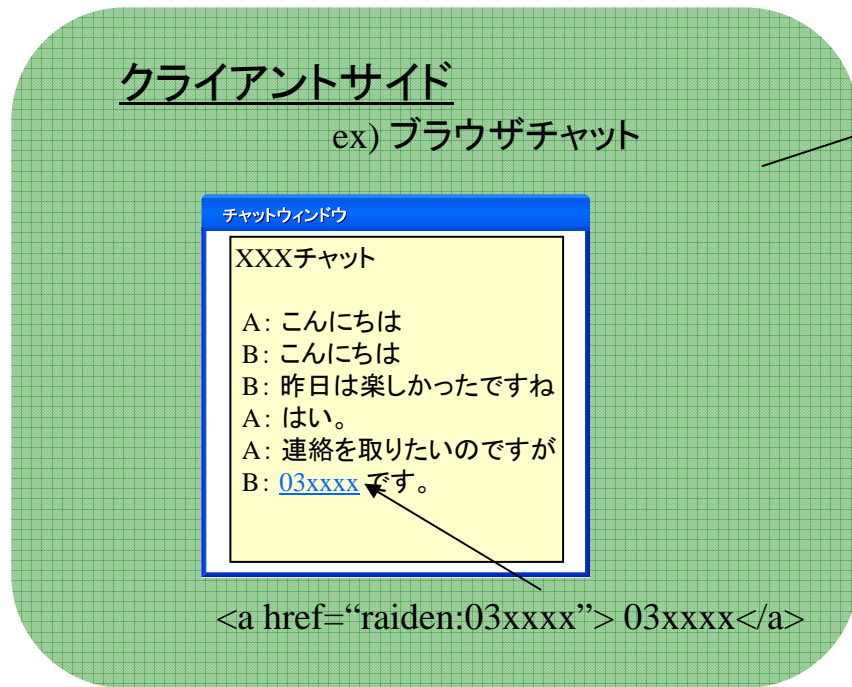 クライアントサイド
ex) ブラウザチャット
チャットウィンドウ
XXXチャット
A: こんにちは
B: こんにちは
B: 昨日は楽しかったですね
A: はい。
A: 連絡を取りたいのですが
B: 03xxxx です。
<a href=“raiden:03xxxx”> 03xxxx</a>